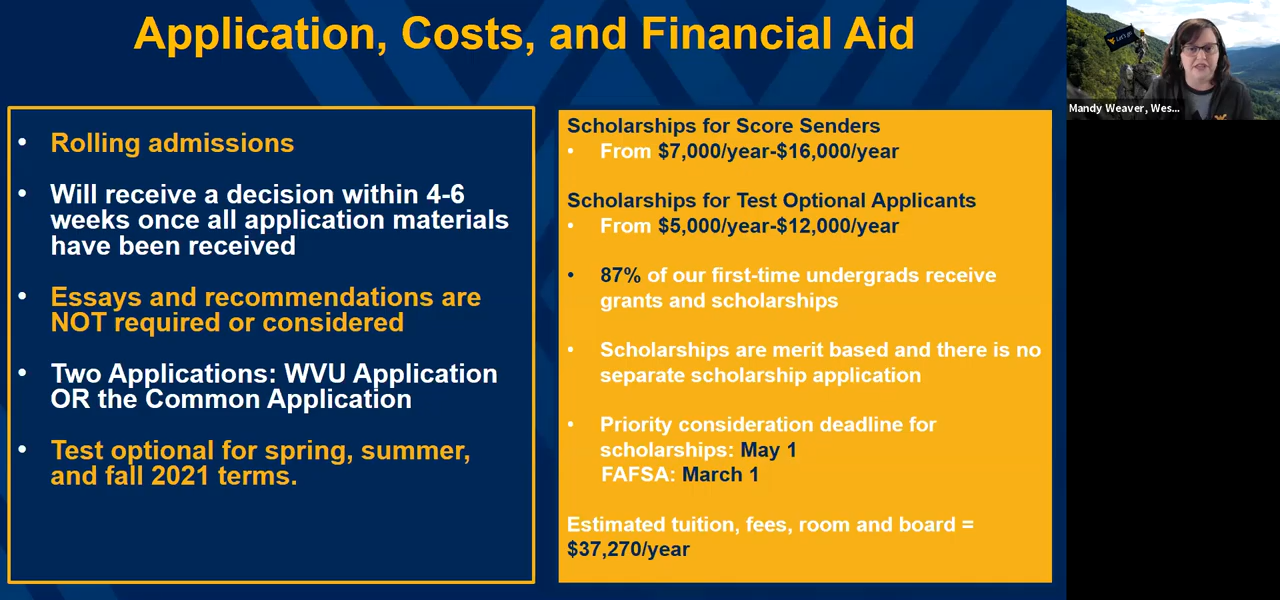 Application, Costs, and Financial Aid
• Rolling admissions
• Will receive a decision within 4-6
weeks once all application materials
have been received
• Essays and recommendations are
NOT required or considered
• Two Applications: WVU Application
OR the Common Application
• Test optional for spring, summer,
and fall 2021 terms.
Scholarships for Score Senders
• From $7,000/year-$16,000/year
Scholarships for Test Optional Applicants
• From $5,000/year-$12,000/year
• 87% of our first-time undergrads receive
grants and scholarships
• Scholarships are merit based and there is no
separate scholarship application
• Priority consideration deadline for
scholarships: May 1
FAFSA: March 1
Estimated tuition, fees, room and board =
$37,270/year
Let's go
Mandy Weaver, Wes...